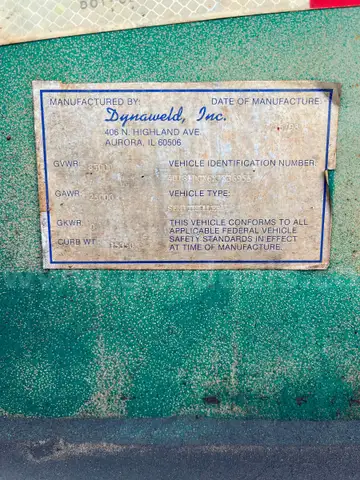 MANUFACTURED BY: DATE OF MANUFACTURE:
Dynaweld, Inc.
406 N. HIGHLAND AVE.
AURORA, IL 60506
GVWR VEHICLE IDENTIFICATION NUMBER:
GAWR VEHICLE TYPE:
GKWR THIS VEHICLE CONFORMS TO ALL
APPLICABLE FEDERAL VEHICLE
CURB WT SAFETY STANDARDS IN EFFECT
AT TIME OF MANUFACTURE.